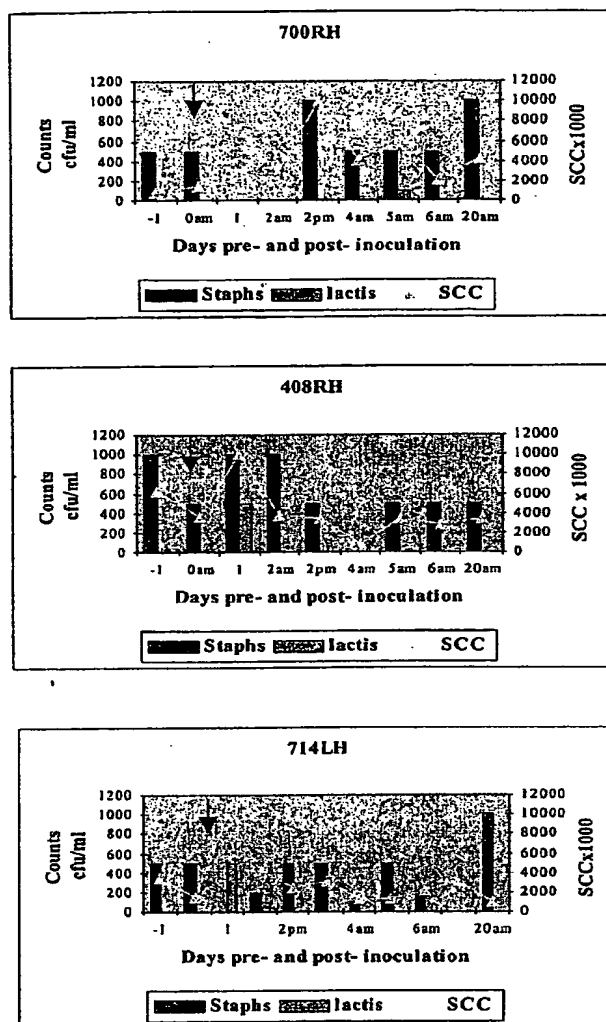 700RH
1200 12000
1000 10000
800 8000
600 6000
400 4000
200 2000
0 0
Counts cfu/ml
SCCx1000
-1 0am 1 2am 2pm 4am 5am 6am 20am
Days pre- and post- inoculation
Staphs lactis SCC
408RH
1200 12000
1000 10000
800 8000
600 6000
400 4000
200 2000
0 0
Counts cfu/ml
SCC x 1000
-1 0am 1 2am 2pm 4am 5am 6am 20am
Days pre- and post- inoculation
Staphs lactis SCC
714LH
1200 12000
1000 10000
800 8000
600 6000
400 4000
200 2000
0 0
Counts cfu/ml
SCCx1000
-1 1 2pm 4am 6am 20am
Days pre- and post- inoculation
Staphs lactis SCC